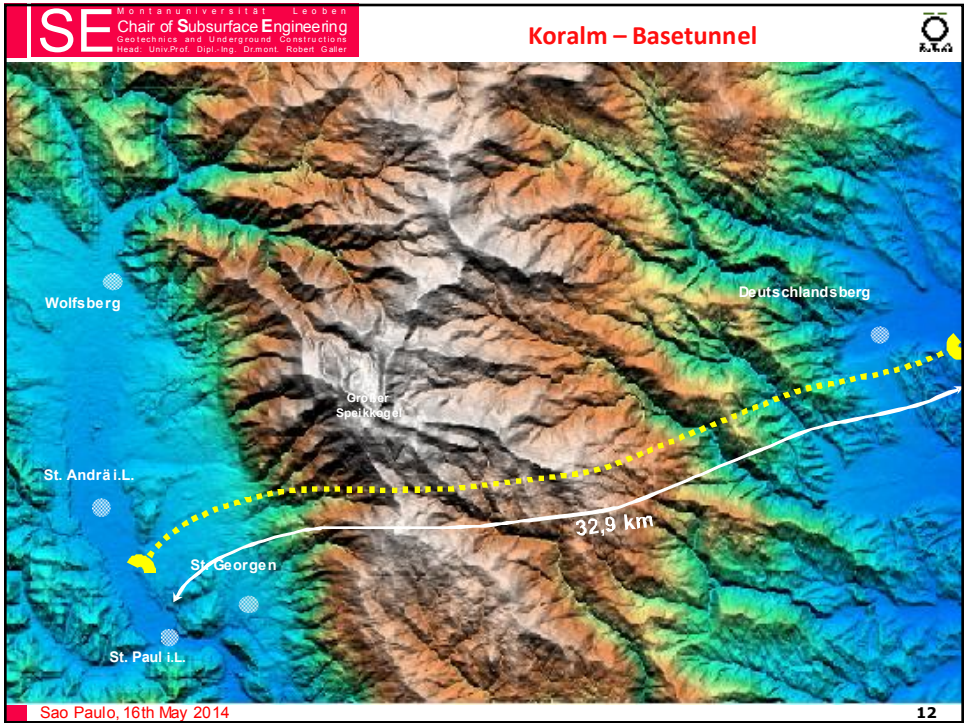 Montanuniversität Leoben
SE Chair of Subsurface Engineering
Geotechnics and Underground Constructions
Head: Univ.Prof. Dipl.-Ing. Dr.mont. Robert Galler
Koralm – Basetunnel
ITA
Wolfsberg
Deutschlandsberg
Großer
Speikkogel
St. Andrä i.L.
32,9 km
St. Georgen
St. Paul i.L.
Sao Paulo, 16th May 2014
12